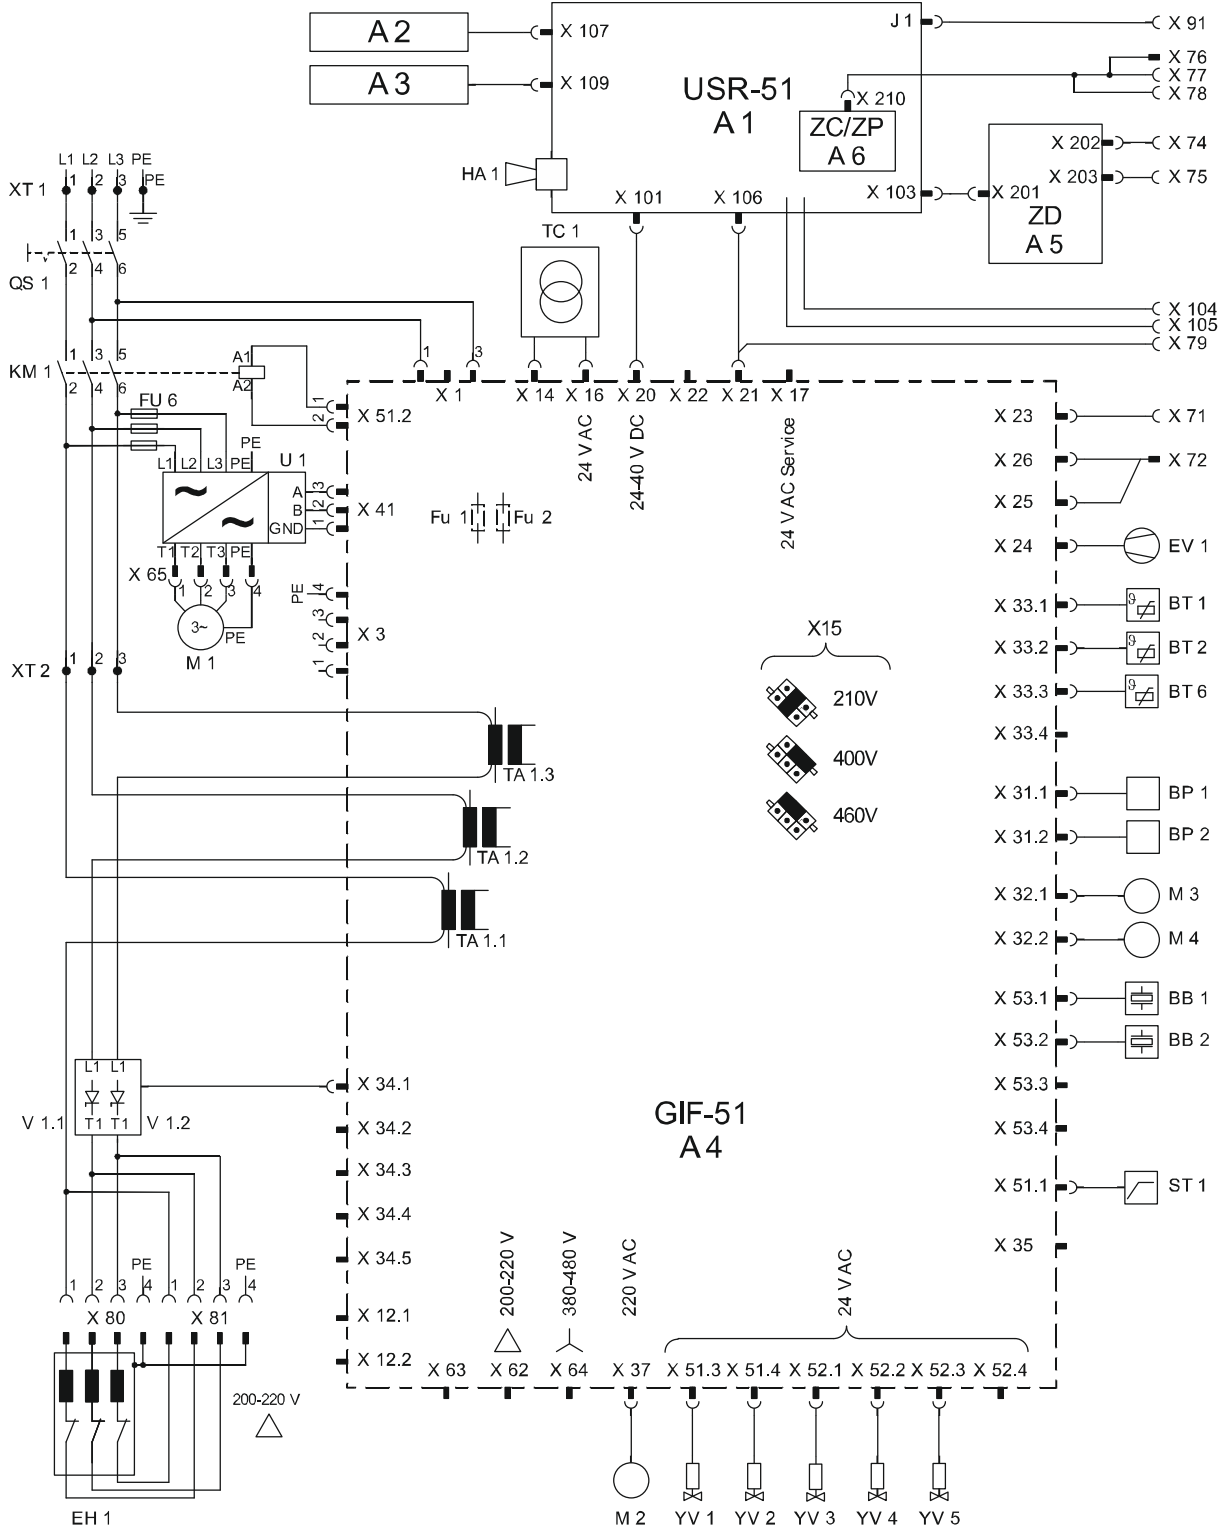 A 2
X 107
A 3
X 109
USR-51
A 1
J 1
X 91
X 76
X 77
X 78
X 210
ZC/ZP
A 6
HA 1
X 101
X 106
X 103
X 201
X 202
X 74
X 203
X 75
ZD
A 5
L1 L2 L3 PE
XT 1
1 2 3 PE
TC 1
1 3 5
QS 1
2 4 6
X 104
X 105
X 79
1 3
1 3 5
KM 1
2 4 6
A1
A2
X 1
X 14
X 16
X 20
X 22
X 21
X 17
24 V AC
24-40 V DC
24 V AC Service
FU 6
1
2
X 51.2
PE
L1 L2 L3 PE
U 1
A
B
GND
3
2
1
X 41
T1 T2 T3 PE
X 65
1 2 3 4
3~
PE
M 1
Fu 1
Fu 2
PE
4
3
2
1
X 3
XT 2
1 2 3
X15
210V
400V
460V
TA 1.3
TA 1.2
TA 1.1
X 23
X 71
X 26
X 72
X 25
X 24
EV 1
X 33.1
ϑ
BT 1
X 33.2
ϑ
BT 2
X 33.3
ϑ
BT 6
X 33.4
X 31.1
BP 1
X 31.2
BP 2
X 32.1
M 3
X 32.2
M 4
X 53.1
BB 1
X 53.2
BB 2
X 53.3
X 53.4
X 51.1
ST 1
X 35
GIF-51
A 4
L1 L1
V 1.1
T1 T1
V 1.2
X 34.1
X 34.2
X 34.3
X 34.4
X 34.5
X 12.1
X 12.2
1 2 3
PE
4
1 2 3
PE
4
X 80
X 81
200-220 V
EH 1
200-220 V
380-480 V
220 V AC
24 V AC
X 63
X 62
X 64
X 37
X 51.3
X 51.4
X 52.1
X 52.2
X 52.3
X 52.4
M 2
YV 1
YV 2
YV 3
YV 4
YV 5